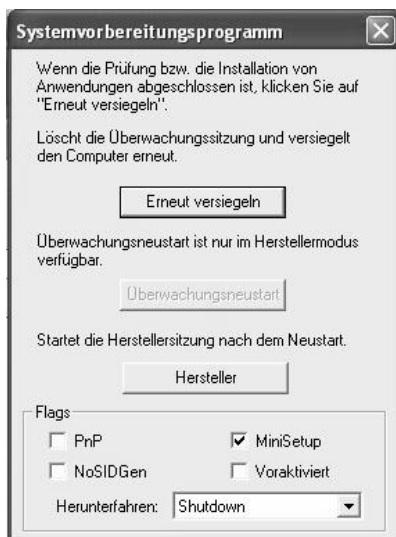 Systemvorbereitungsprogramm
Wenn die Prüfung bzw. die Installation von
Anwendungen abgeschlossen ist, klicken Sie auf
"Erneut versiegeln".
Löscht die Überwachungssitzung und versiegelt
den Computer erneut.
Erneut versiegeln
Überwachungsneustart ist nur im Herstellermodus
verfügbar.
Überwachungsneustart
Startet die Herstellersitzung nach dem Neustart.
Hersteller
Flags
PnP
MiniSetup
NoSIDGen
Voraktiviert
Herunterfahren: Shutdown